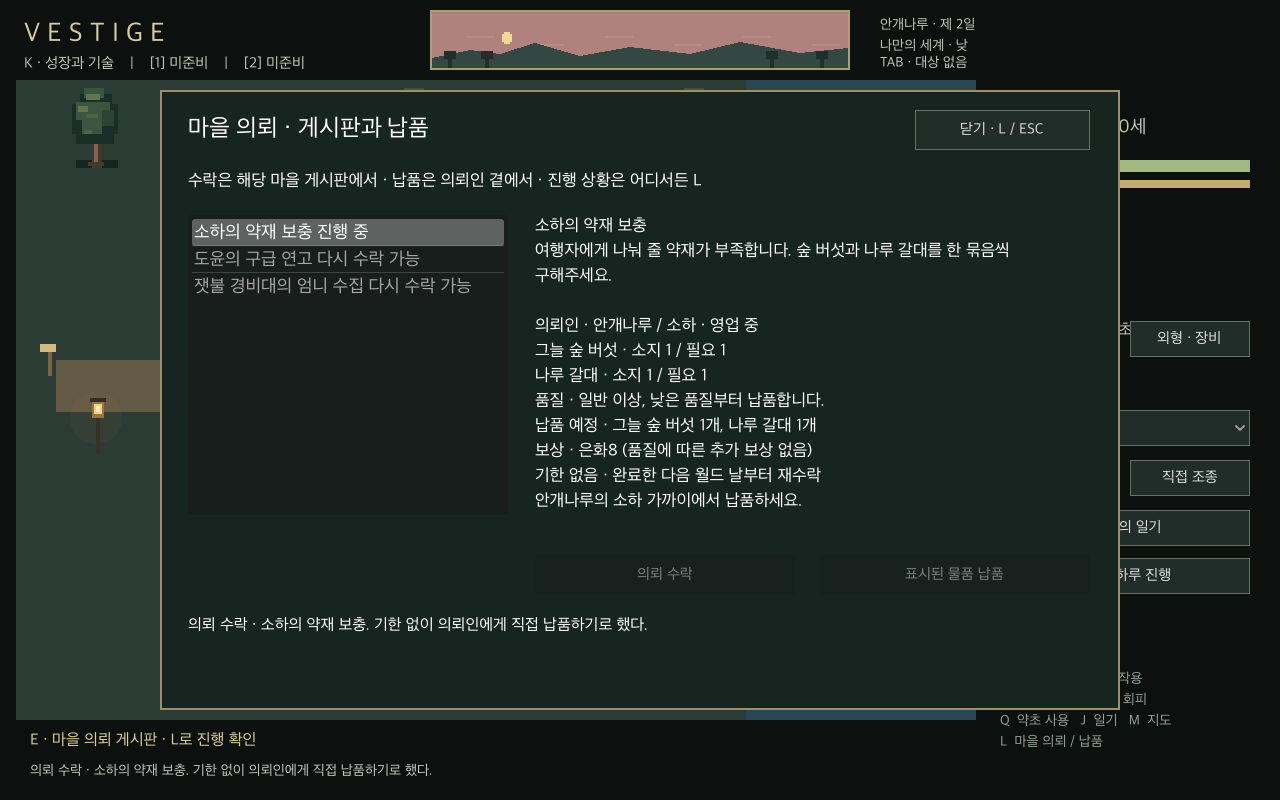 VESTIGE
K · 성장과 기술 | [1] 미준비 | [2] 미준비
안개나루 · 제 2일
나만의 세계 · 낮
TAB · 대상 없음
마을 의뢰 · 게시판과 납품
닫기 · L / ESC
수락은 해당 마을 게시판에서 · 납품은 의뢰인 곁에서 · 진행 상황은 어디서든 L
소하의 약재 보충 진행 중
도윤의 구급 연고 다시 수락 가능
잿불 경비대의 엄니 수집 다시 수락 가능
소하의 약재 보충
여행자에게 나눠 줄 약재가 부족합니다. 숲 버섯과 나루 갈대를 한 묶음씩
구해주세요.
의뢰인 · 안개나루 / 소하 · 영업 중
그늘 숲 버섯 · 소지 1 / 필요 1
나루 갈대 · 소지 1 / 필요 1
품질 · 일반 이상, 낮은 품질부터 납품합니다.
납품 예정 · 그늘 숲 버섯 1개, 나루 갈대 1개
보상 · 은화8 (품질에 따른 추가 보상 없음)
기한 없음 · 완료한 다음 월드 날부터 재수락
안개나루의 소하 가까이에서 납품하세요.
의뢰 수락
표시된 물품 납품
의뢰 수락 · 소하의 약재 보충. 기한 없이 의뢰인에게 직접 납품하기로 했다.
0세
초
외형 · 장비
직접 조종
의 일기
하루 진행
작용
회피
Q 약초 사용 J 일기 M 지도
L 마을 의뢰 / 납품
E · 마을 의뢰 게시판 · L로 진행 확인
의뢰 수락 · 소하의 약재 보충. 기한 없이 의뢰인에게 직접 납품하기로 했다.